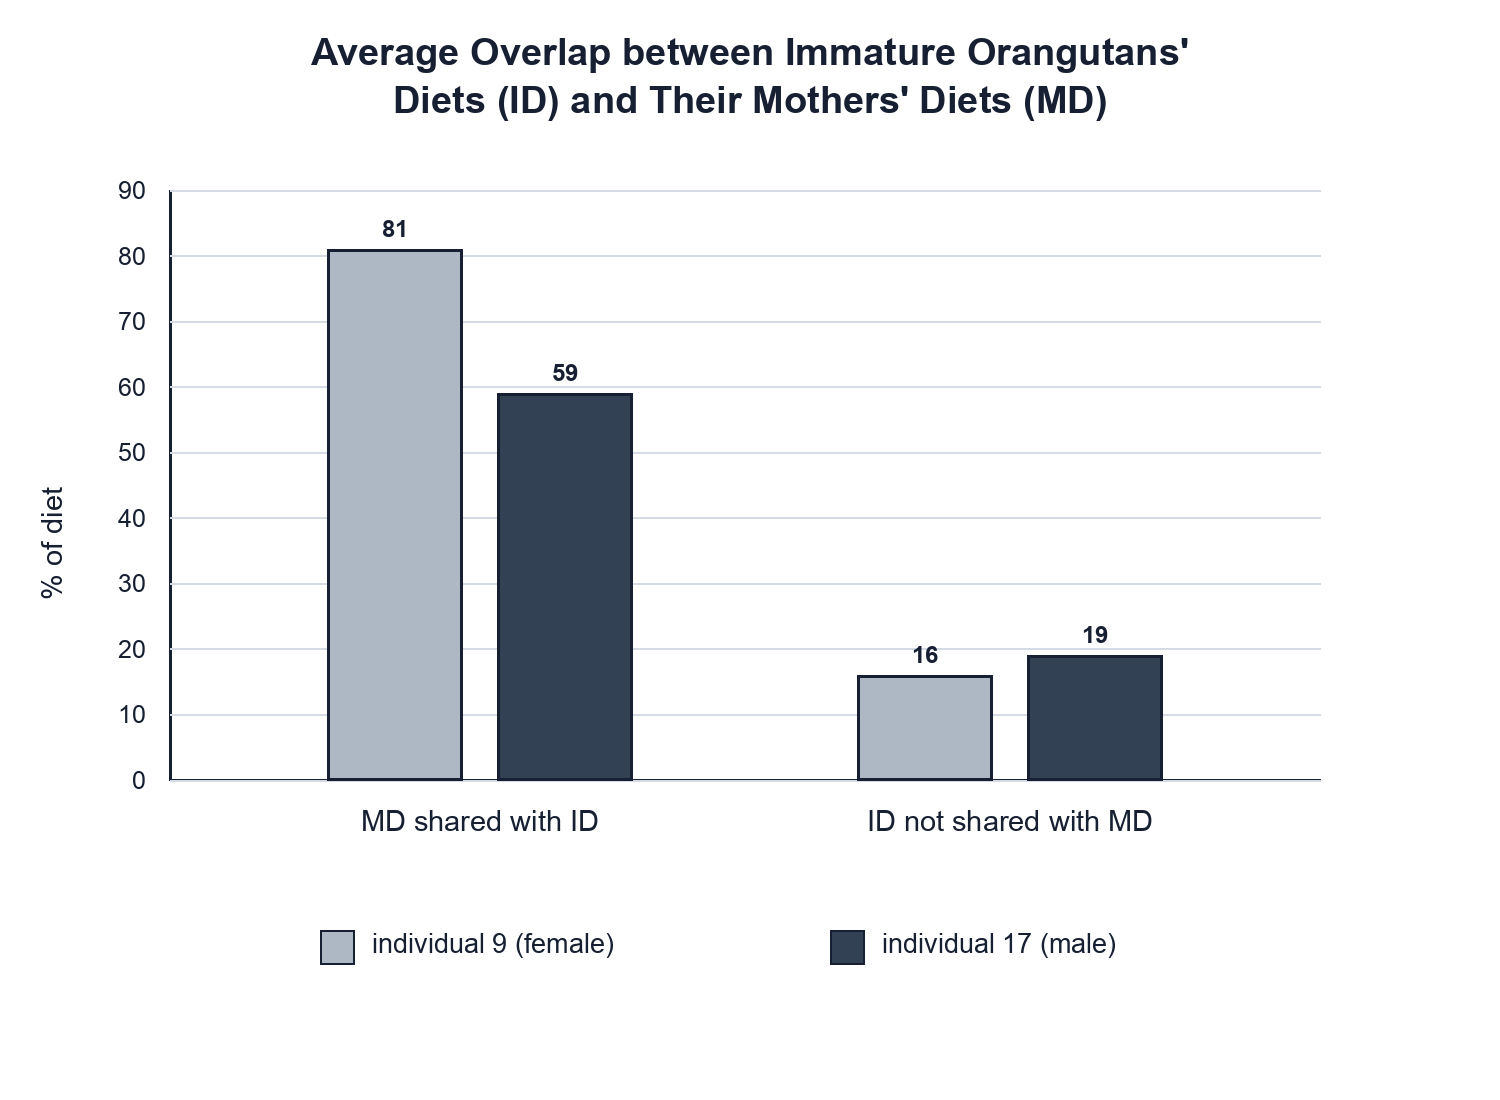 Average Overlap between Immature Orangutans'
Diets (ID) and Their Mothers' Diets (MD)
% of diet
90
80
70
60
50
40
30
20
10
0
81
59
16
19
MD shared with ID
ID not shared with MD
individual 9 (female)
individual 17 (male)